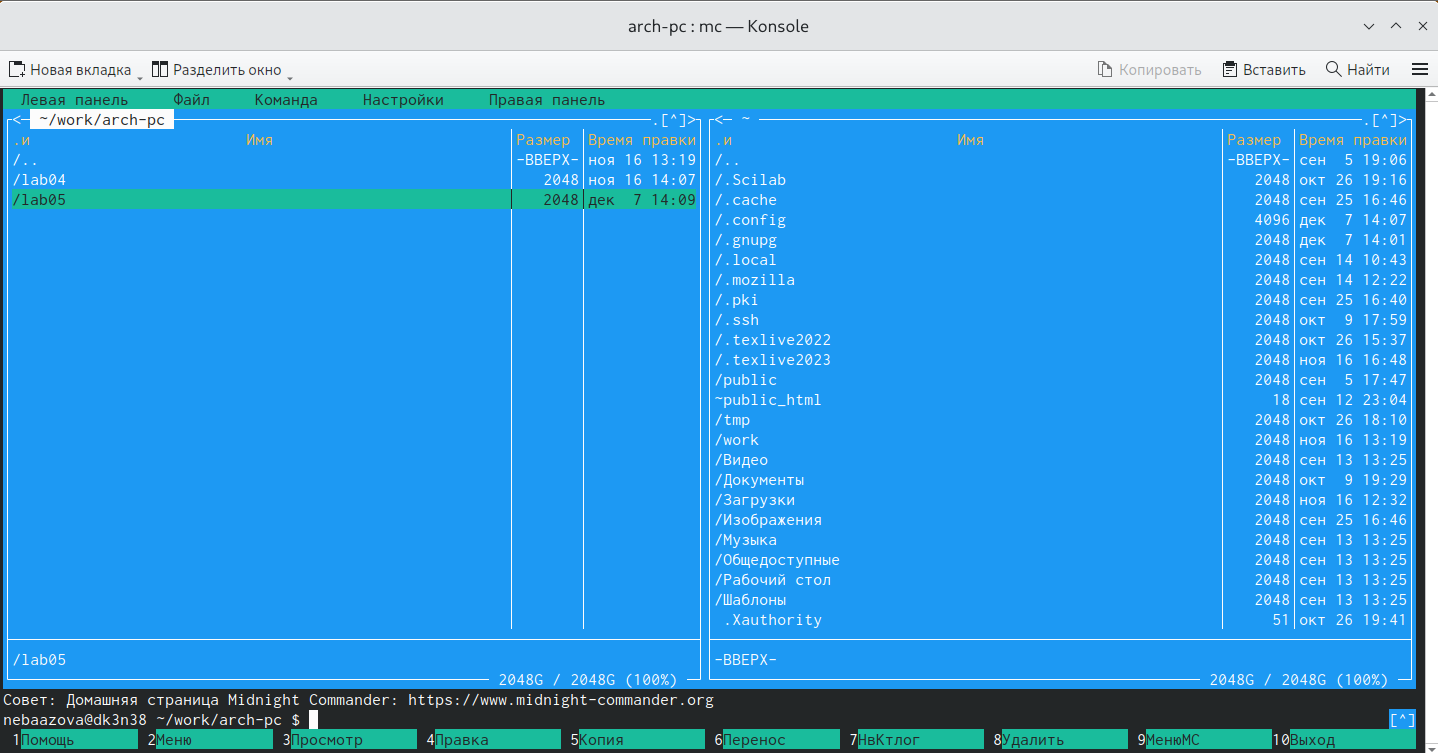 arch-pc : mc — Konsole
Новая вкладка Разделить окно Копировать Вставить Найти
Левая панель Файл Команда Настройки Правая панель
<─ ~/work/arch-pc .[^]>
.и Имя Размер Время правки
/.. -ВВЕРХ- ноя 16 13:19
/lab04 2048 ноя 16 14:07
/lab05 2048 дек 7 14:09
/lab05
2048G / 2048G (100%)
<─ ~ .[^]>
.и Имя Размер Время правки
/.. -ВВЕРХ- сен 5 19:06
/.Scilab 2048 окт 26 19:16
/.cache 2048 сен 25 16:46
/.config 4096 дек 7 14:07
/.gnupg 2048 дек 7 14:01
/.local 2048 сен 14 10:43
/.mozilla 2048 сен 14 12:22
/.pki 2048 сен 25 16:40
/.ssh 2048 окт 9 17:59
/.texlive2022 2048 окт 26 15:37
/.texlive2023 2048 ноя 16 16:48
/public 2048 сен 5 17:47
~public_html 18 сен 12 23:04
/tmp 2048 окт 26 18:10
/work 2048 ноя 16 13:19
/Видео 2048 сен 13 13:25
/Документы 2048 окт 9 19:29
/Загрузки 2048 ноя 16 12:32
/Изображения 2048 сен 25 16:46
/Музыка 2048 сен 13 13:25
/Общедоступные 2048 сен 13 13:25
/Рабочий стол 2048 сен 13 13:25
/Шаблоны 2048 сен 13 13:25
.Xauthority 51 окт 26 19:41
-ВВЕРХ-
2048G / 2048G (100%)
Совет: Домашняя страница Midnight Commander: https://www.midnight-commander.org
nebaazova@dk3n38 ~/work/arch-pc $ [^]
1Помощь 2Меню 3Просмотр 4Правка 5Копия 6Перенос 7НвКтлог 8Удалить 9МенюМС 10Выход